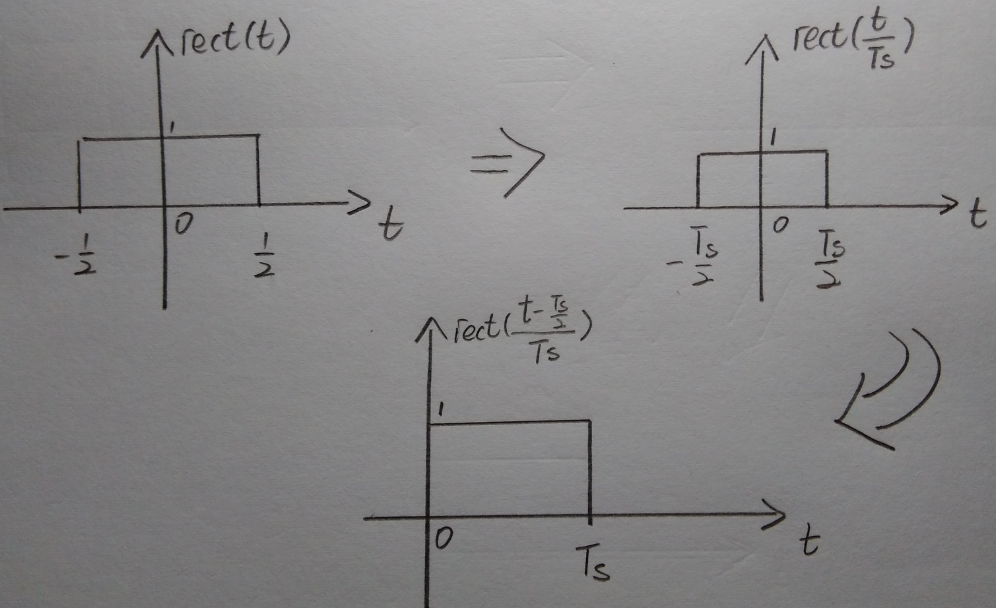 rect(t)
1
0
t
-1/2
1/2
⇒
rect(t/Ts)
1
0
t
-Ts/2
Ts/2
rect((t-Ts/2)/Ts)
1
0
Ts
t